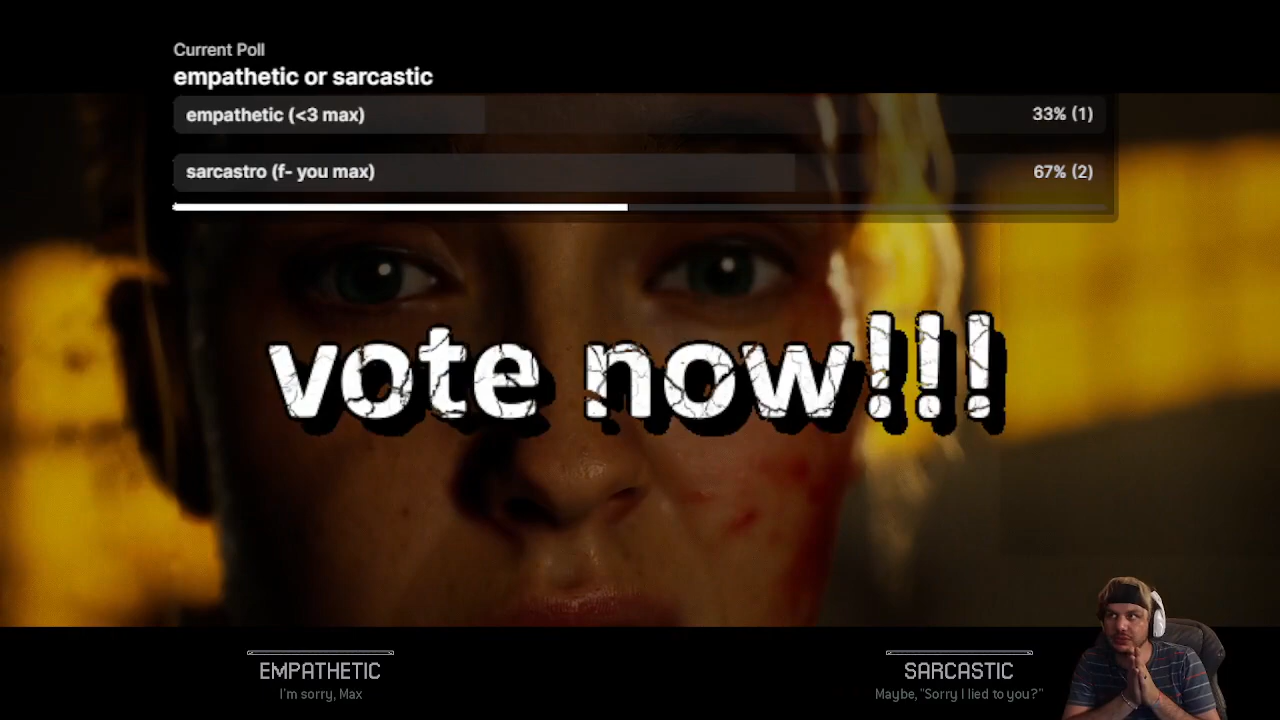 Current Poll
empathetic or sarcastic
empathetic (<3 max) 33% (1)
sarcastro (f- you max) 67% (2)
vote now!!!
EMPATHETIC
I'm sorry, Max
SARCASTIC
Maybe, "Sorry I lied to you?"